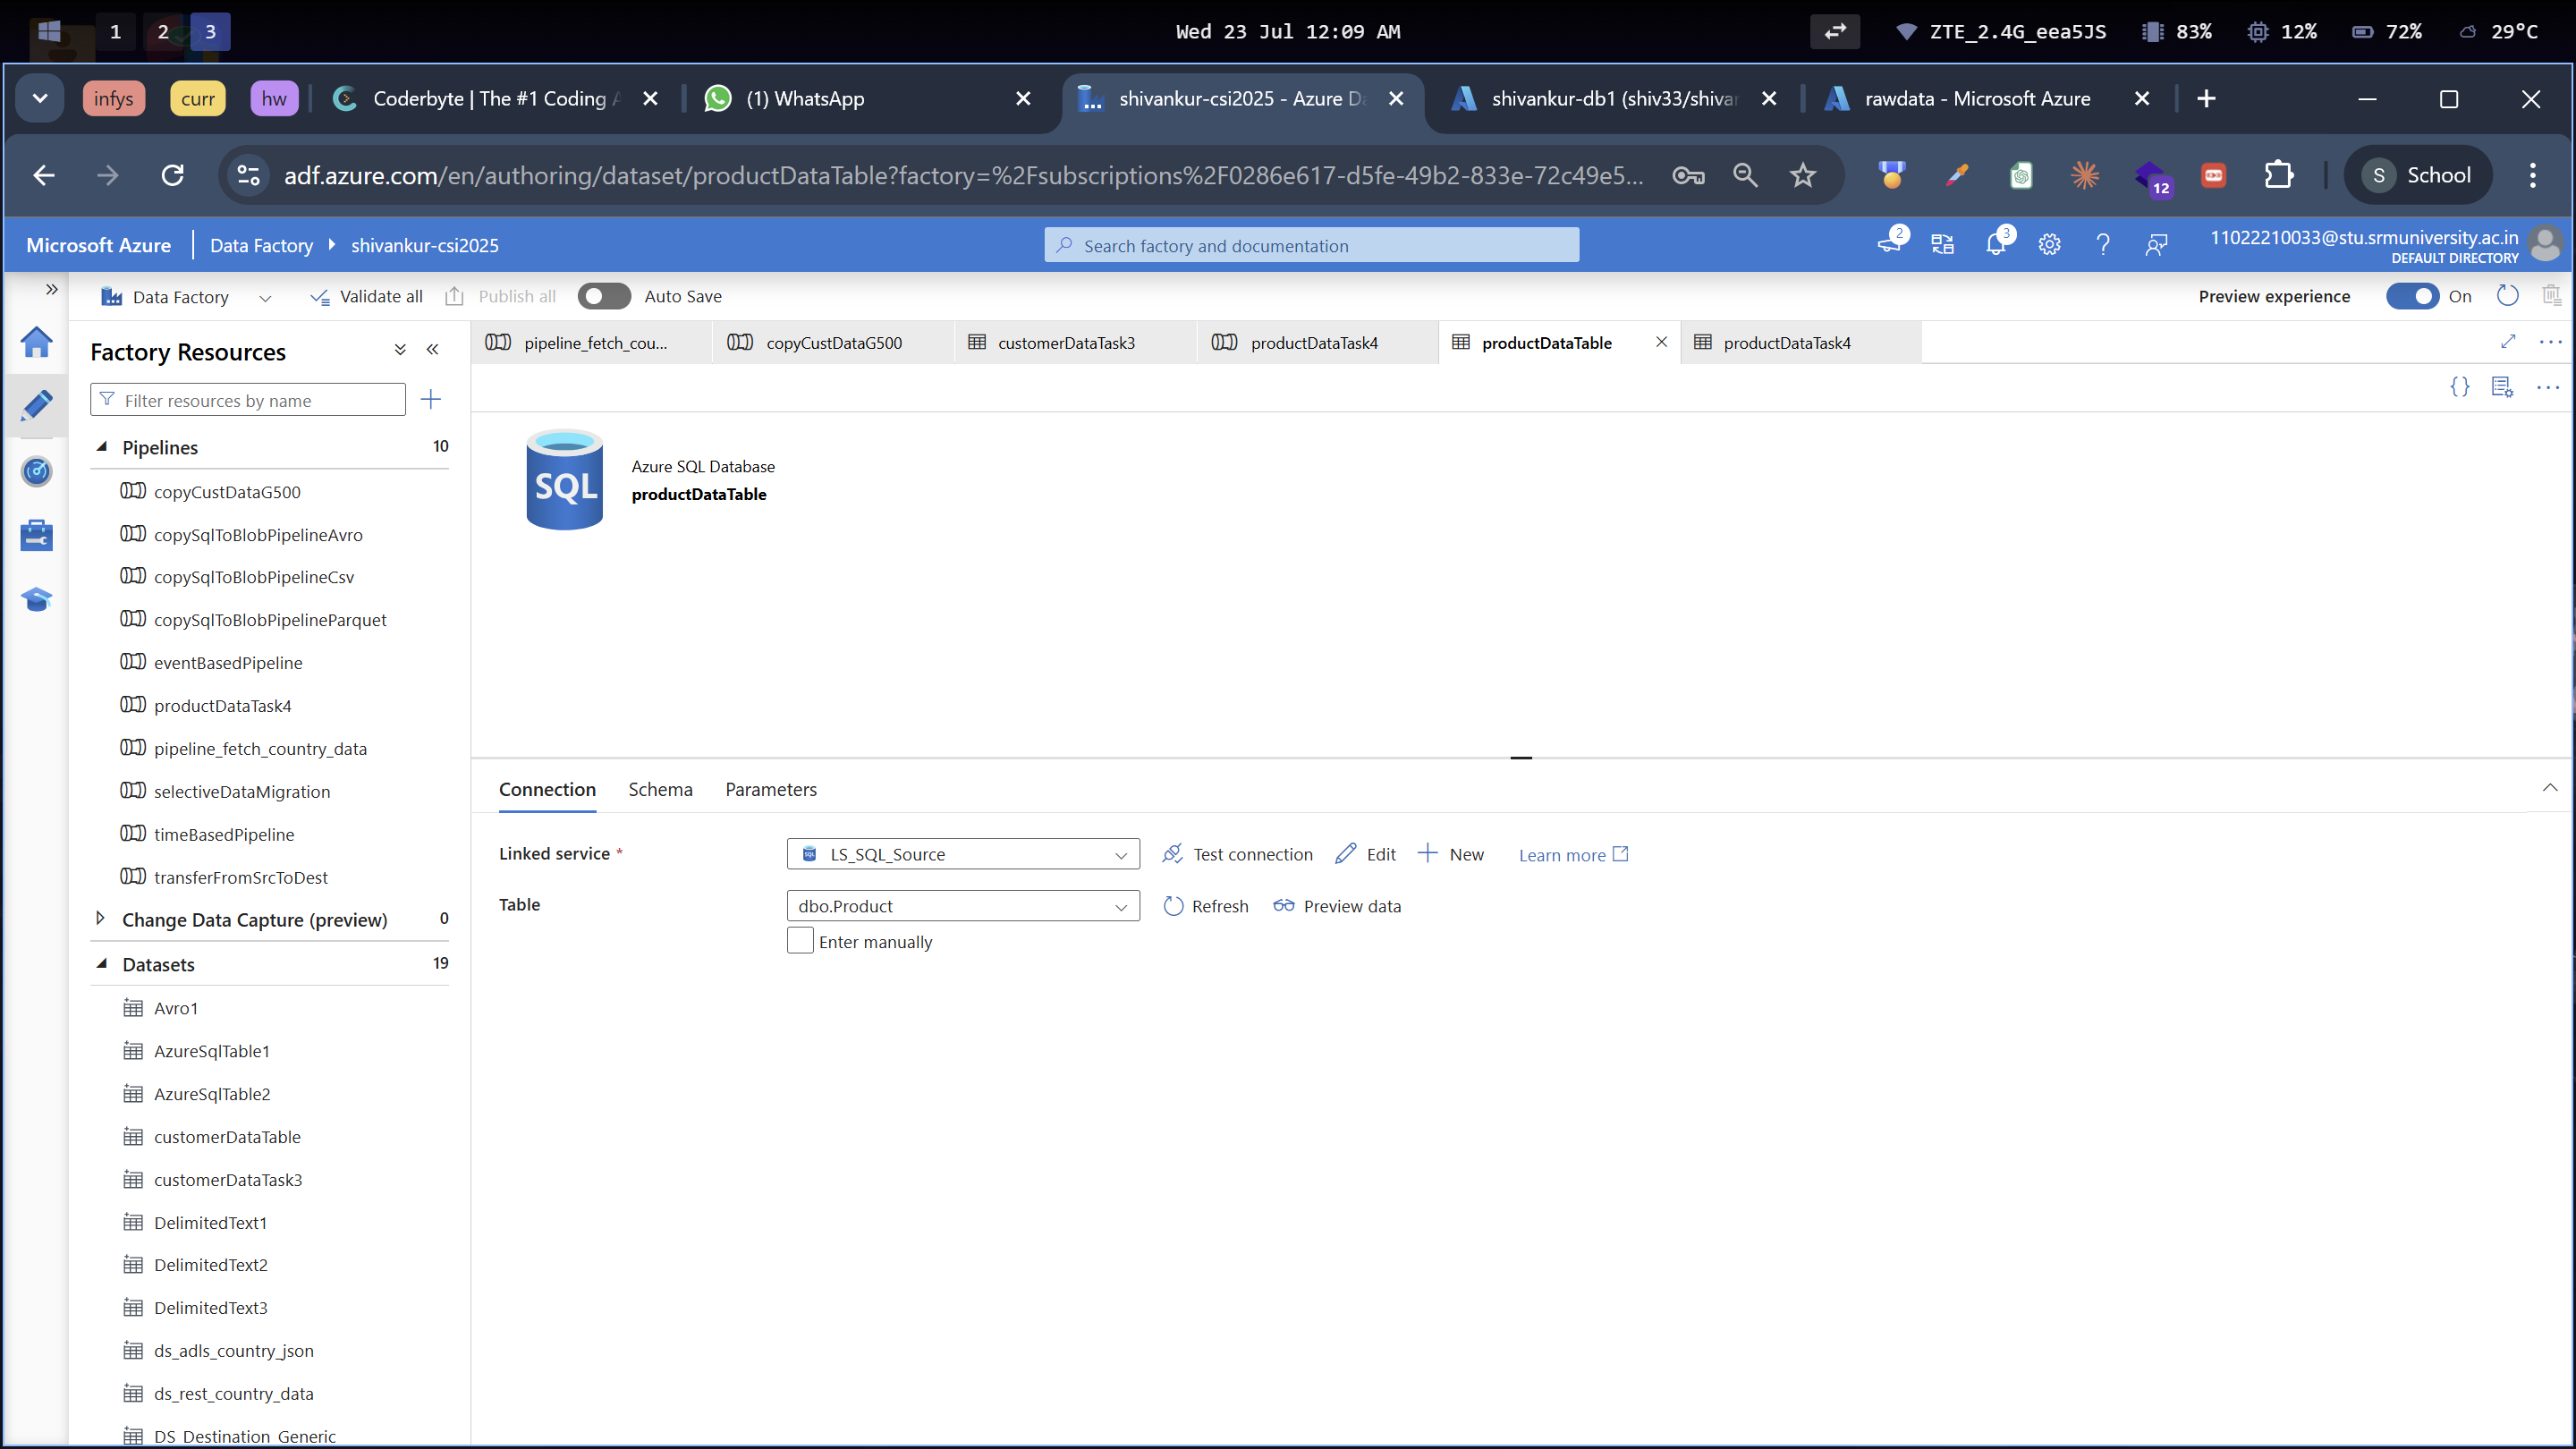 1 2 3
Wed 23 Jul 12:09 AM
ZTE_2.4G_eea5JS 83% 12% 72% 29°C
infys curr hw Coderbyte | The #1 Coding A (1) WhatsApp shivankur-csi2025 - Azure Da shivankur-db1 (shiv33/shivan rawdata - Microsoft Azure
adf.azure.com/en/authoring/dataset/productDataTable?factory=%2Fsubscriptions%2F0286e617-d5fe-49b2-833e-72c49e5... 12 S School
Microsoft Azure Data Factory shivankur-csi2025 Search factory and documentation 2 3 11022210033@stu.srmuniversity.ac.in
DEFAULT DIRECTORY
Data Factory Validate all Publish all Auto Save Preview experience On
Factory Resources
pipeline_fetch_cou... copyCustDataG500 customerDataTask3 productDataTask4 productDataTable productDataTask4
Filter resources by name
Pipelines 10
copyCustDataG500
copySqlToBlobPipelineAvro
copySqlToBlobPipelineCsv
copySqlToBlobPipelineParquet
eventBasedPipeline
productDataTask4
pipeline_fetch_country_data
selectiveDataMigration
timeBasedPipeline
transferFromSrcToDest
Change Data Capture (preview) 0
Datasets 19
Avro1
AzureSqlTable1
AzureSqlTable2
customerDataTable
customerDataTask3
DelimitedText1
DelimitedText2
DelimitedText3
ds_adls_country_json
ds_rest_country_data
DS_Destination_Generic
SQL
Azure SQL Database
productDataTable
Connection Schema Parameters
Linked service * LS_SQL_Source Test connection Edit New Learn more
Table dbo.Product Refresh Preview data
Enter manually